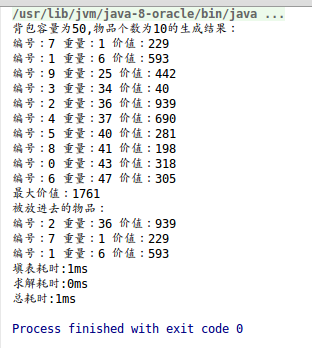 /usr/lib/jvm/java-8-oracle/bin/java ...
背包容量为50,物品个数为10的生成结果：
编号：7 重量：1 价值：229
编号：1 重量：6 价值：593
编号：9 重量：25 价值：442
编号：3 重量：34 价值：40
编号：2 重量：36 价值：939
编号：4 重量：37 价值：690
编号：5 重量：40 价值：281
编号：8 重量：41 价值：198
编号：0 重量：43 价值：318
编号：6 重量：47 价值：305
最大价值：1761
被放进去的物品：
编号：2 重量：36 价值：939
编号：7 重量：1 价值：229
编号：1 重量：6 价值：593
填表耗时:1ms
求解耗时:0ms
总耗时:1ms
Process finished with exit code 0